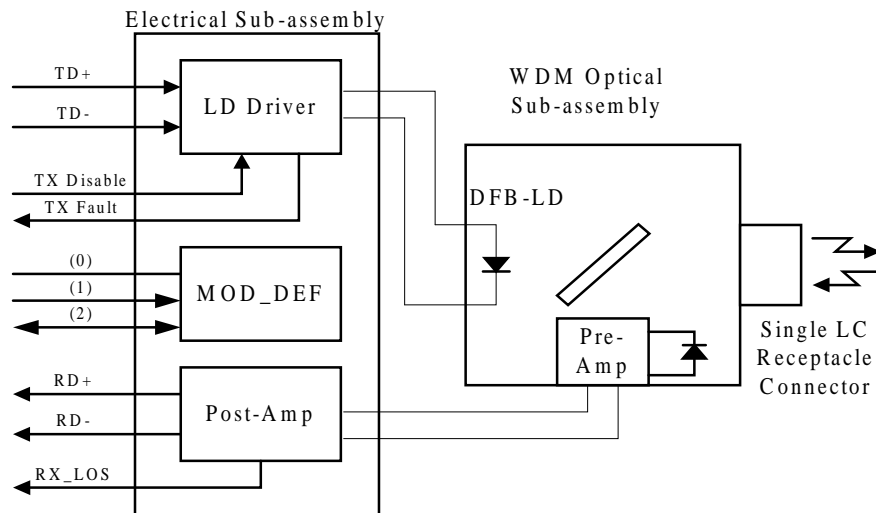 Electrical Sub-assembly
TD+
TD-
LD Driver
TX Disable
TX Fault
(0)
(1)
(2)
MOD_DEF
RD+
RD-
Post-Amp
RX_LOS
WDM Optical
Sub-assembly
DFB-LD
Pre-
Amp
Single LC
Receptacle
Connector